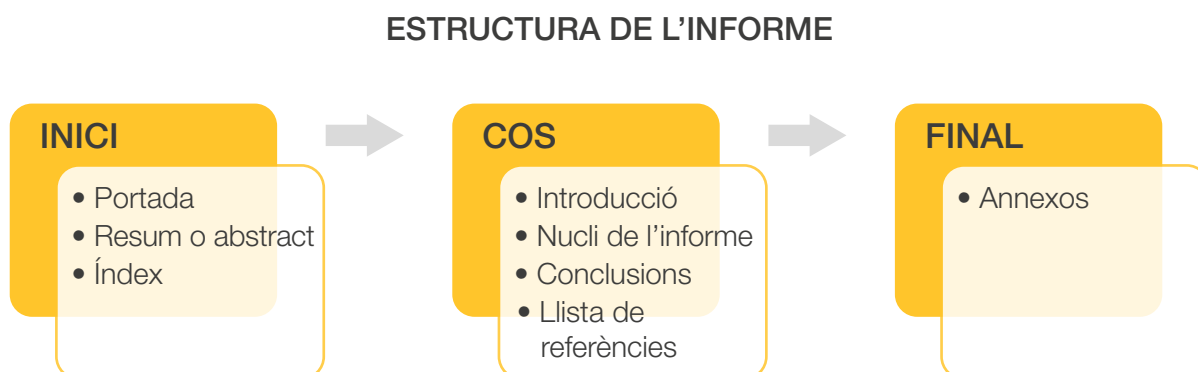 ESTRUCTURA DE L’INFORME
INICI
• Portada
• Resum o abstract
• Índex
COS
• Introducció
• Nucli de l’informe
• Conclusions
• Llista de
referències
FINAL
• Annexos